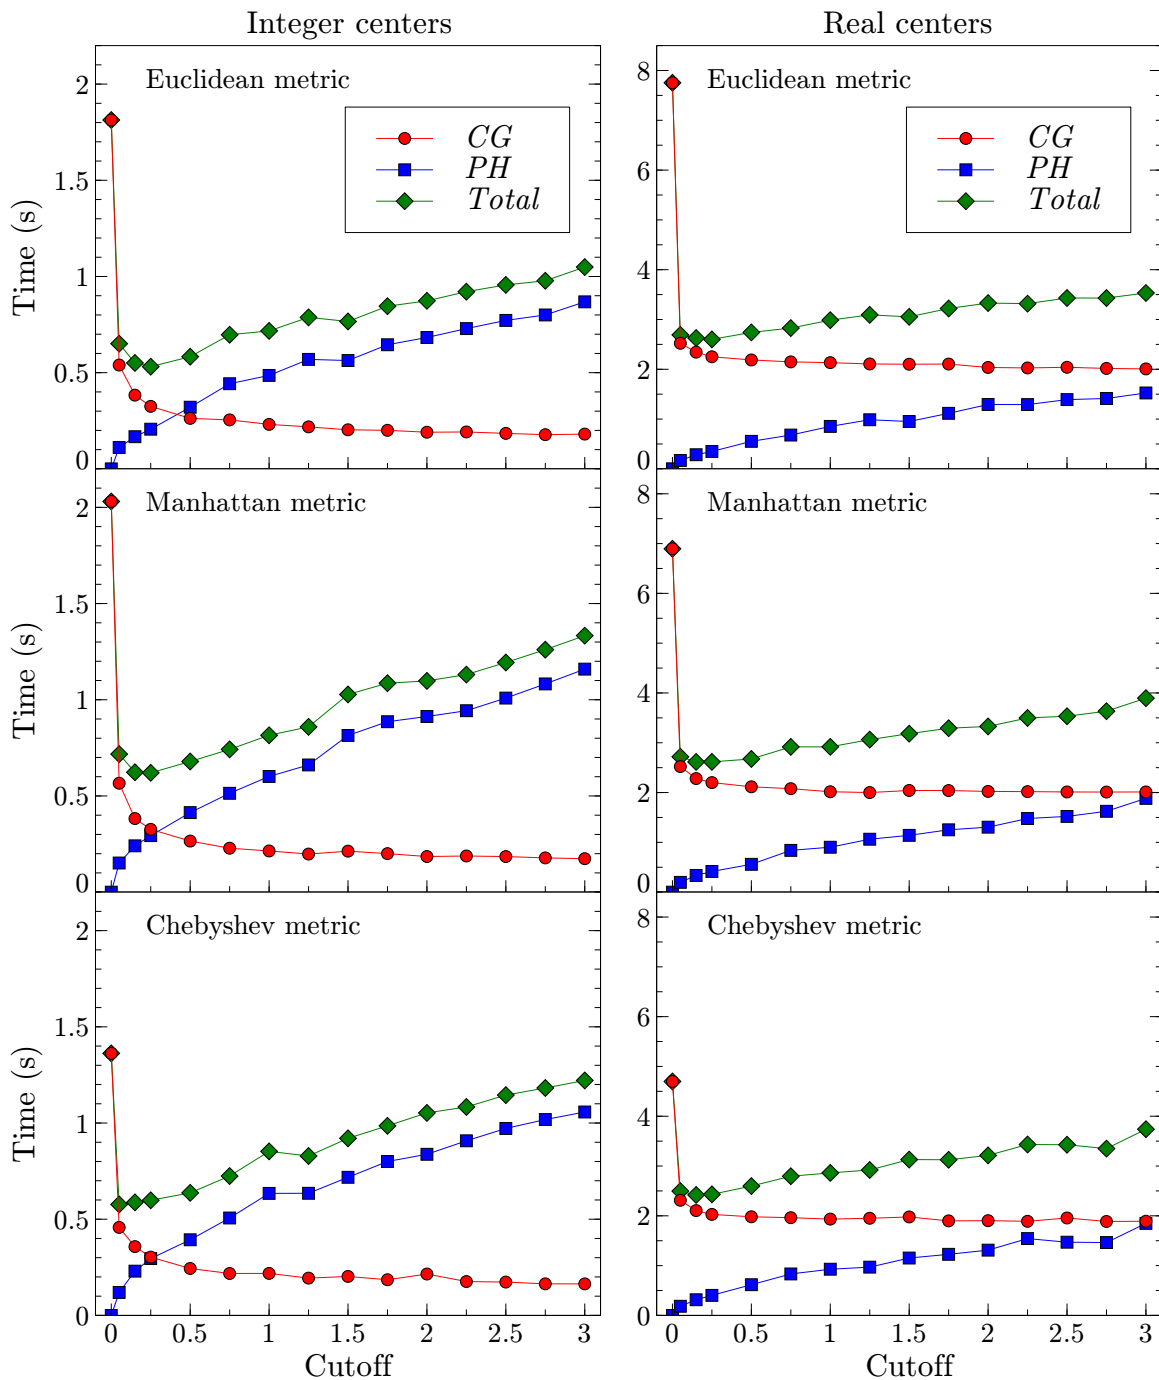 Integer centers
Real centers
Time (s)
2
1.5
1
0.5
0
Euclidean metric
CG
PH
Total
8
6
4
2
0
Euclidean metric
CG
PH
Total
Time (s)
2
1.5
1
0.5
0
Manhattan metric
8
6
4
2
0
Manhattan metric
Time (s)
2
1.5
1
0.5
0
Chebyshev metric
0 0.5 1 1.5 2 2.5 3
Cutoff
8
6
4
2
0
Chebyshev metric
0 0.5 1 1.5 2 2.5 3
Cutoff